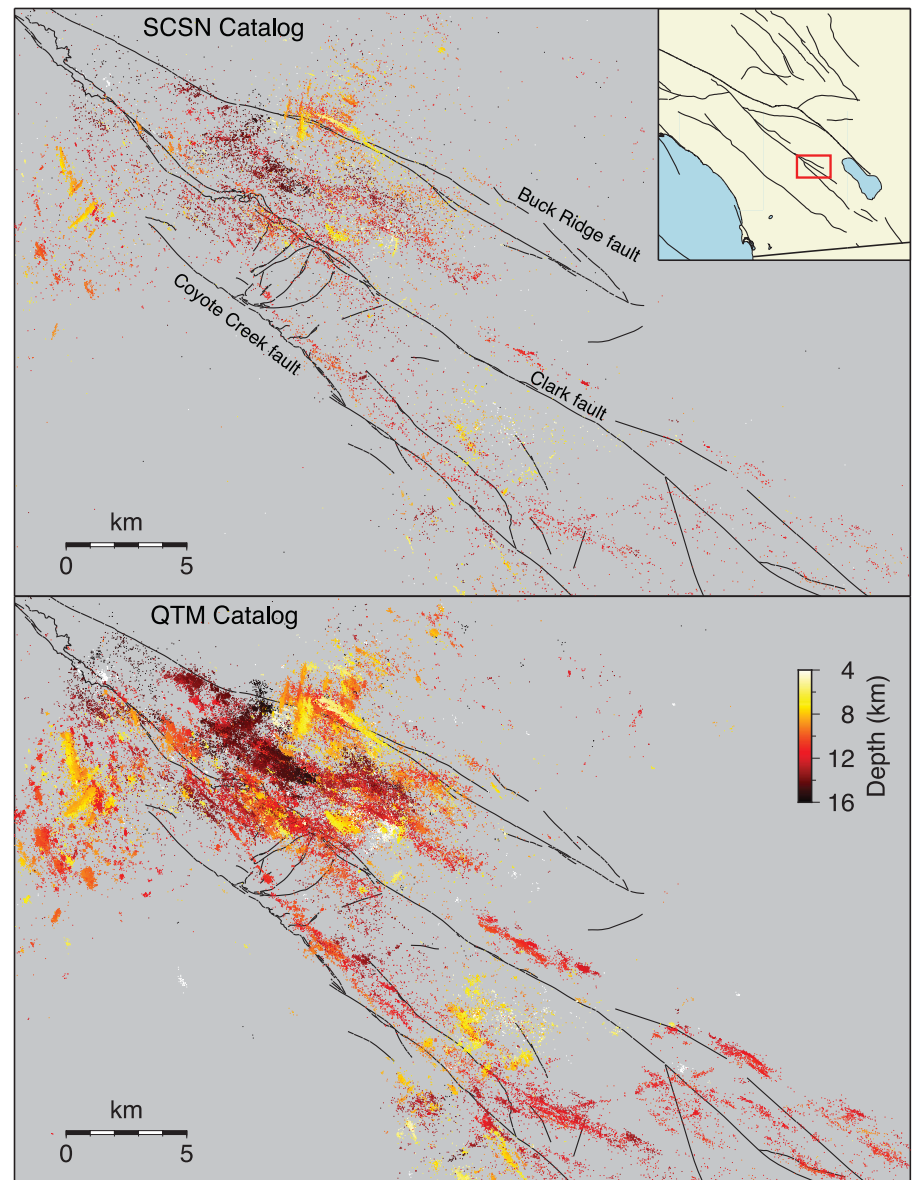 SCSN Catalog
Buck Ridge fault
Coyote Creek fault
Clark fault
km
0 5
QTM Catalog
4
8
12
16
Depth (km)
km
0 5